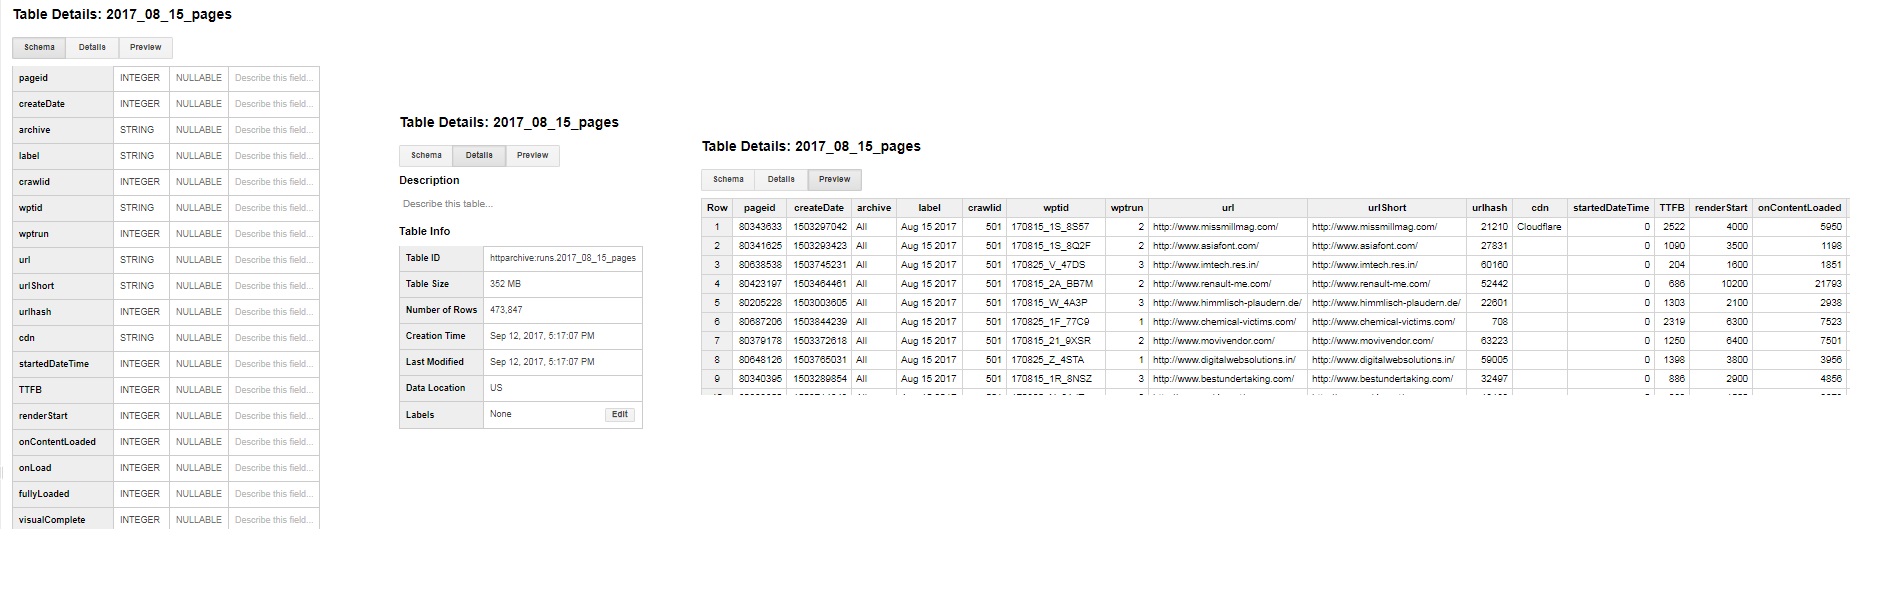 Table Details: 2017_08_15_pages
Schema Details Preview
pageid INTEGER NULLABLE Describe this field...
createDate INTEGER NULLABLE Describe this field...
archive STRING NULLABLE Describe this field...
label STRING NULLABLE Describe this field...
crawlid INTEGER NULLABLE Describe this field...
wptid STRING NULLABLE Describe this field...
wptrun INTEGER NULLABLE Describe this field...
url STRING NULLABLE Describe this field...
urlShort STRING NULLABLE Describe this field...
urlhash INTEGER NULLABLE Describe this field...
cdn STRING NULLABLE Describe this field...
startedDateTime INTEGER NULLABLE Describe this field...
TTFB INTEGER NULLABLE Describe this field...
renderStart INTEGER NULLABLE Describe this field...
onContentLoaded INTEGER NULLABLE Describe this field...
onLoad INTEGER NULLABLE Describe this field...
fullyLoaded INTEGER NULLABLE Describe this field...
visualComplete INTEGER NULLABLE Describe this field...
Table Details: 2017_08_15_pages
Schema Details Preview
Description
Describe this table...
Table Info
Table ID httparchive:runs.2017_08_15_pages
Table Size 352 MB
Number of Rows 473,847
Creation Time Sep 12, 2017, 5:17:07 PM
Last Modified Sep 12, 2017, 5:17:07 PM
Data Location US
Labels None Edit
Table Details: 2017_08_15_pages
Schema Details Preview
Row pageid createDate archive label crawlid wptid wptrun url urlShort urlhash cdn startedDateTime TTFB renderStart onContentLoaded
1 80343633 1503297042 All Aug 15 2017 501 170815_1S_8S57 2 http://www.missmillmag.com/ http://www.missmillmag.com/ 21210 Cloudflare 0 2522 4000 5950
2 80341625 1503293423 All Aug 15 2017 501 170815_1S_8Q2F 2 http://www.asiafont.com/ http://www.asiafont.com/ 27831 0 1090 3500 1198
3 80638538 1503745231 All Aug 15 2017 501 170825_V_47DS 3 http://www.imtech.res.in/ http://www.imtech.res.in/ 60160 0 204 1600 1851
4 80423197 1503464461 All Aug 15 2017 501 170815_2A_BB7M 2 http://www.renault-me.com/ http://www.renault-me.com/ 52442 0 686 10200 21793
5 80205228 1503003605 All Aug 15 2017 501 170815_W_4A3P 3 http://www.himmlisch-plaudern.de/ http://www.himmlisch-plaudern.de/ 22601 0 1303 2100 2938
6 80687206 1503844239 All Aug 15 2017 501 170825_1F_77C9 1 http://www.chemical-victims.com/ http://www.chemical-victims.com/ 708 0 2319 6300 7523
7 80379178 1503372618 All Aug 15 2017 501 170815_21_9XSR 2 http://www.movivendor.com/ http://www.movivendor.com/ 63223 0 1250 6400 7501
8 80648126 1503765031 All Aug 15 2017 501 170825_Z_4STA 1 http://www.digitalwebsolutions.in/ http://www.digitalwebsolutions.in/ 59005 0 1398 3800 3956
9 80340395 1503289854 All Aug 15 2017 501 170815_1R_8NSZ 3 http://www.bestundertaking.com/ http://www.bestundertaking.com/ 32497 0 886 2900 4856